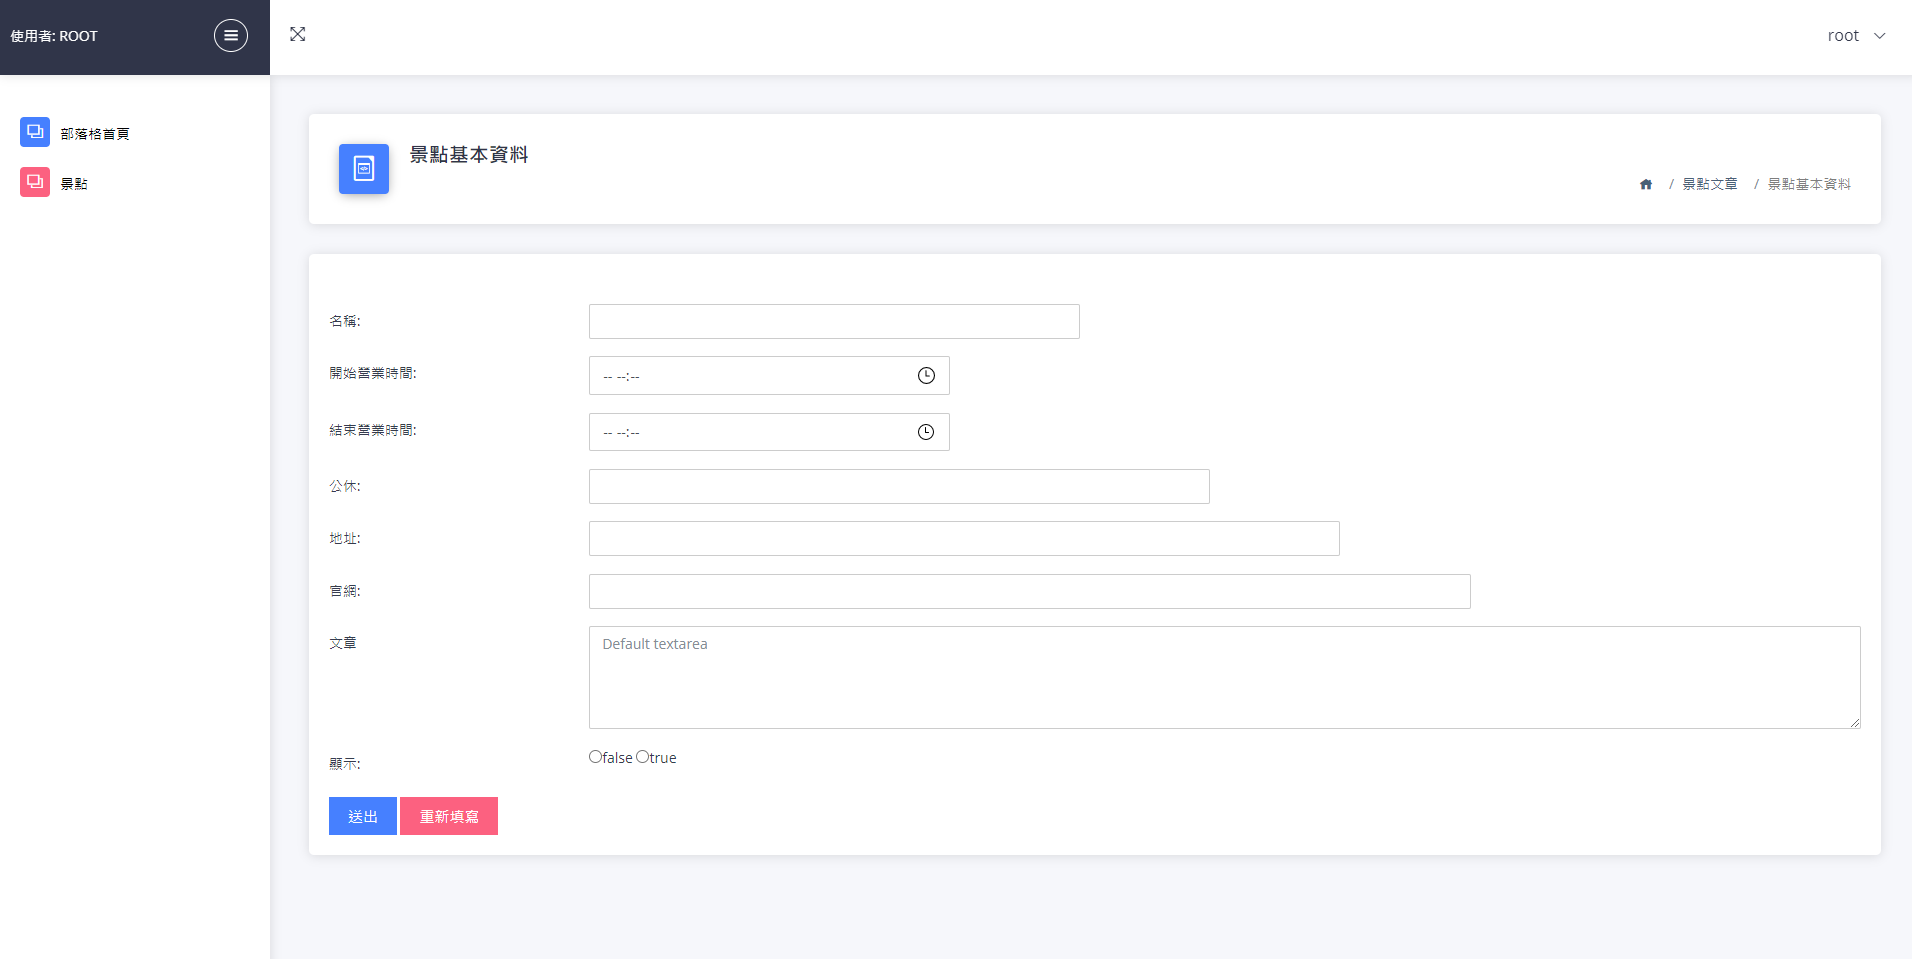 使用者: ROOT
root
部落格首頁
景點
景點基本資料
/ 景點文章 / 景點基本資料
名稱:
開始營業時間:
-- --:--
結束營業時間:
-- --:--
公休:
地址:
官網:
文章
Default textarea
顯示:
false true
送出 重新填寫